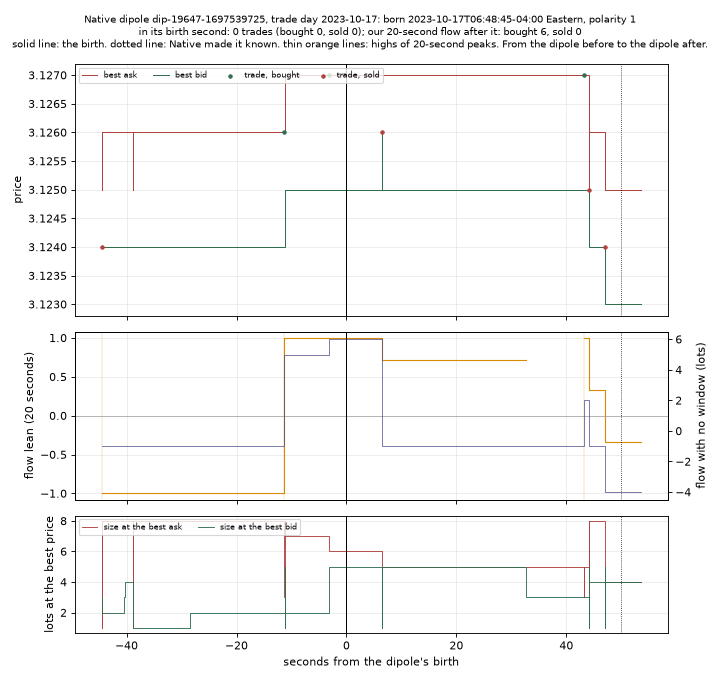 Native dipole dip-19647-1697539725, trade day 2023-10-17: born 2023-10-17T06:48:45-04:00 Eastern, polarity 1
in its birth second: 0 trades (bought 0, sold 0); our 20-second flow after it: bought 6, sold 0
solid line: the birth. dotted line: Native made it known. thin orange lines: highs of 20-second peaks. From the dipole before to the dipole after.
best ask
best bid
trade, bought
trade, sold
3.1270
3.1265
3.1260
3.1255
3.1250
3.1245
3.1240
3.1235
3.1230
price
1.0
0.5
0.0
−0.5
−1.0
flow lean (20 seconds)
6
4
2
0
−2
−4
flow with no window (lots)
size at the best ask
size at the best bid
8
6
4
2
lots at the best price
−40
−20
0
20
40
seconds from the dipole's birth